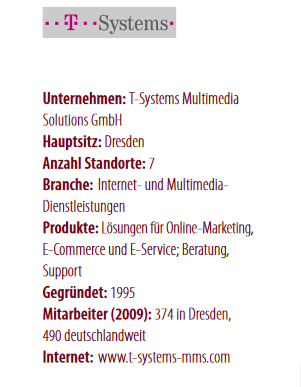 ··T··Systems·
Unternehmen: T-Systems Multimedia
Solutions GmbH
Hauptsitz: Dresden
Anzahl Standorte: 7
Branche: Internet- und Multimedia-
Dienstleistungen
Produkte: Lösungen für Online-Marketing,
E-Commerce und E-Service; Beratung,
Support
Gegründet: 1995
Mitarbeiter (2009): 374 in Dresden,
490 deutschlandweit
Internet: www.t-systems-mms.com